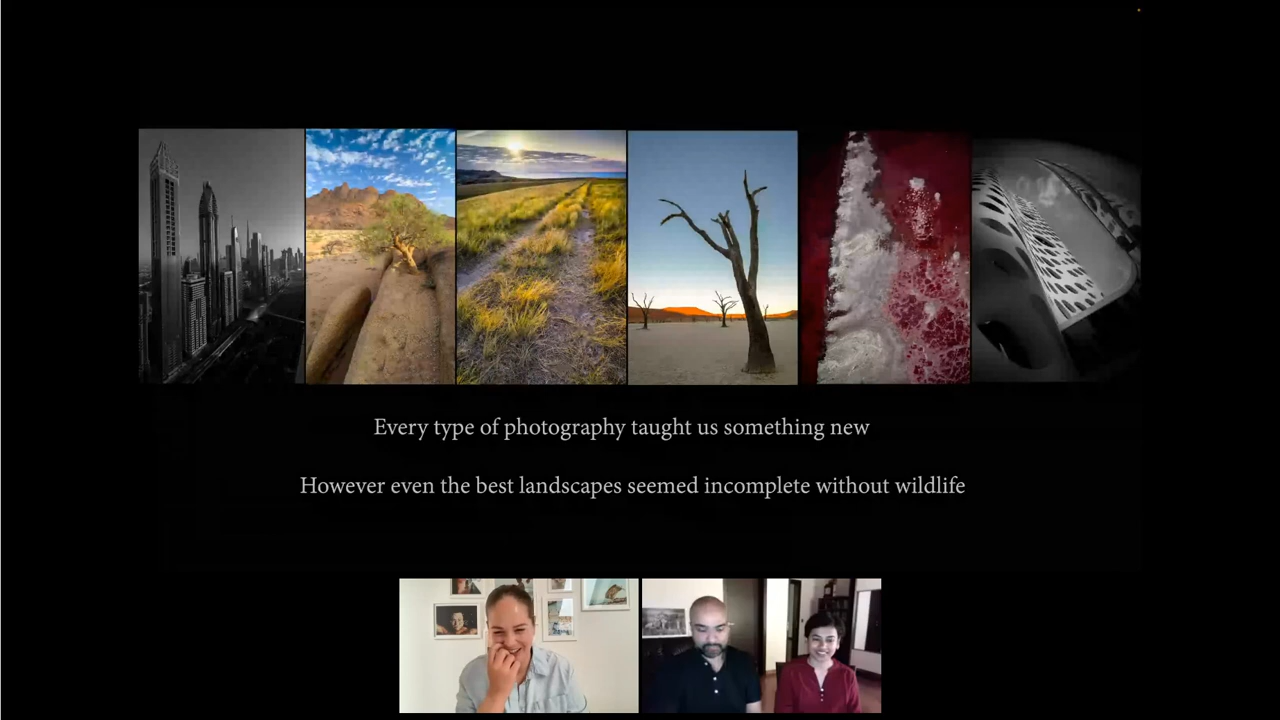 Every type of photography taught us something new
However even the best landscapes seemed incomplete without wildlife